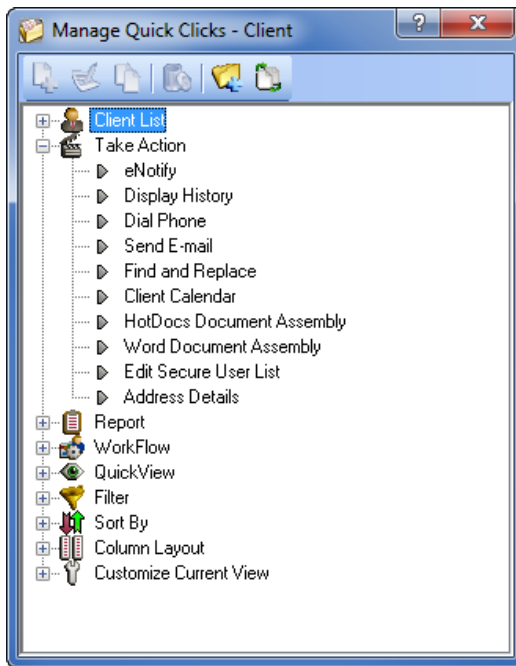 Manage Quick Clicks - Client
?
Client List
Take Action
eNotify
Display History
Dial Phone
Send E-mail
Find and Replace
Client Calendar
HotDocs Document Assembly
Word Document Assembly
Edit Secure User List
Address Details
Report
WorkFlow
QuickView
Filter
Sort By
Column Layout
Customize Current View